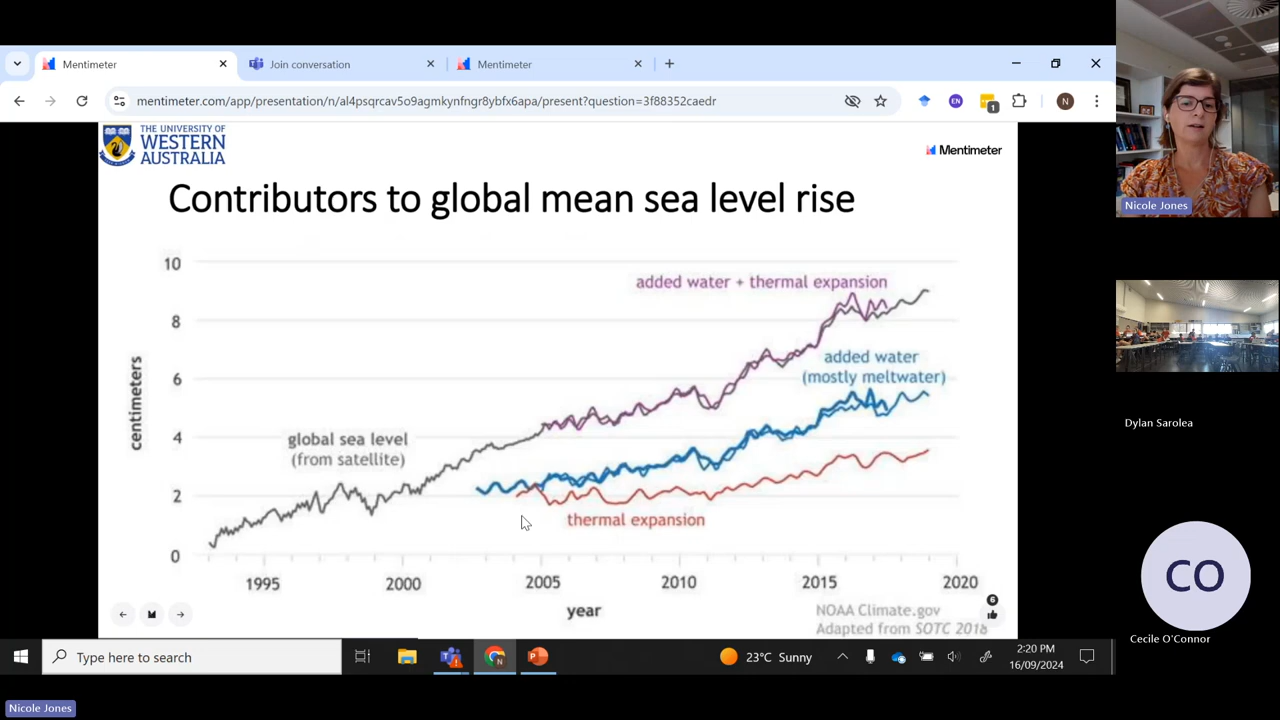 Mentimeter
Join conversation
Mentimeter
mentimeter.com/app/presentation/n/al4psqrcav5o9agmkynfngr8ybfx6apa/present?question=3f88352caedr
EN
1
N
THE UNIVERSITY OF
WESTERN
AUSTRALIA
Mentimeter
Contributors to global mean sea level rise
10
8
6
4
2
0
centimeters
added water + thermal expansion
added water
(mostly meltwater)
global sea level
(from satellite)
thermal expansion
1995
2000
2005
2010
2015
2020
year
NOAA Climate.gov
Adapted from SOTC 2018
6
Type here to search
23°C Sunny
2:20 PM
16/09/2024
Nicole Jones
Dylan Sarolea
CO
Cecile O'Connor
Nicole Jones